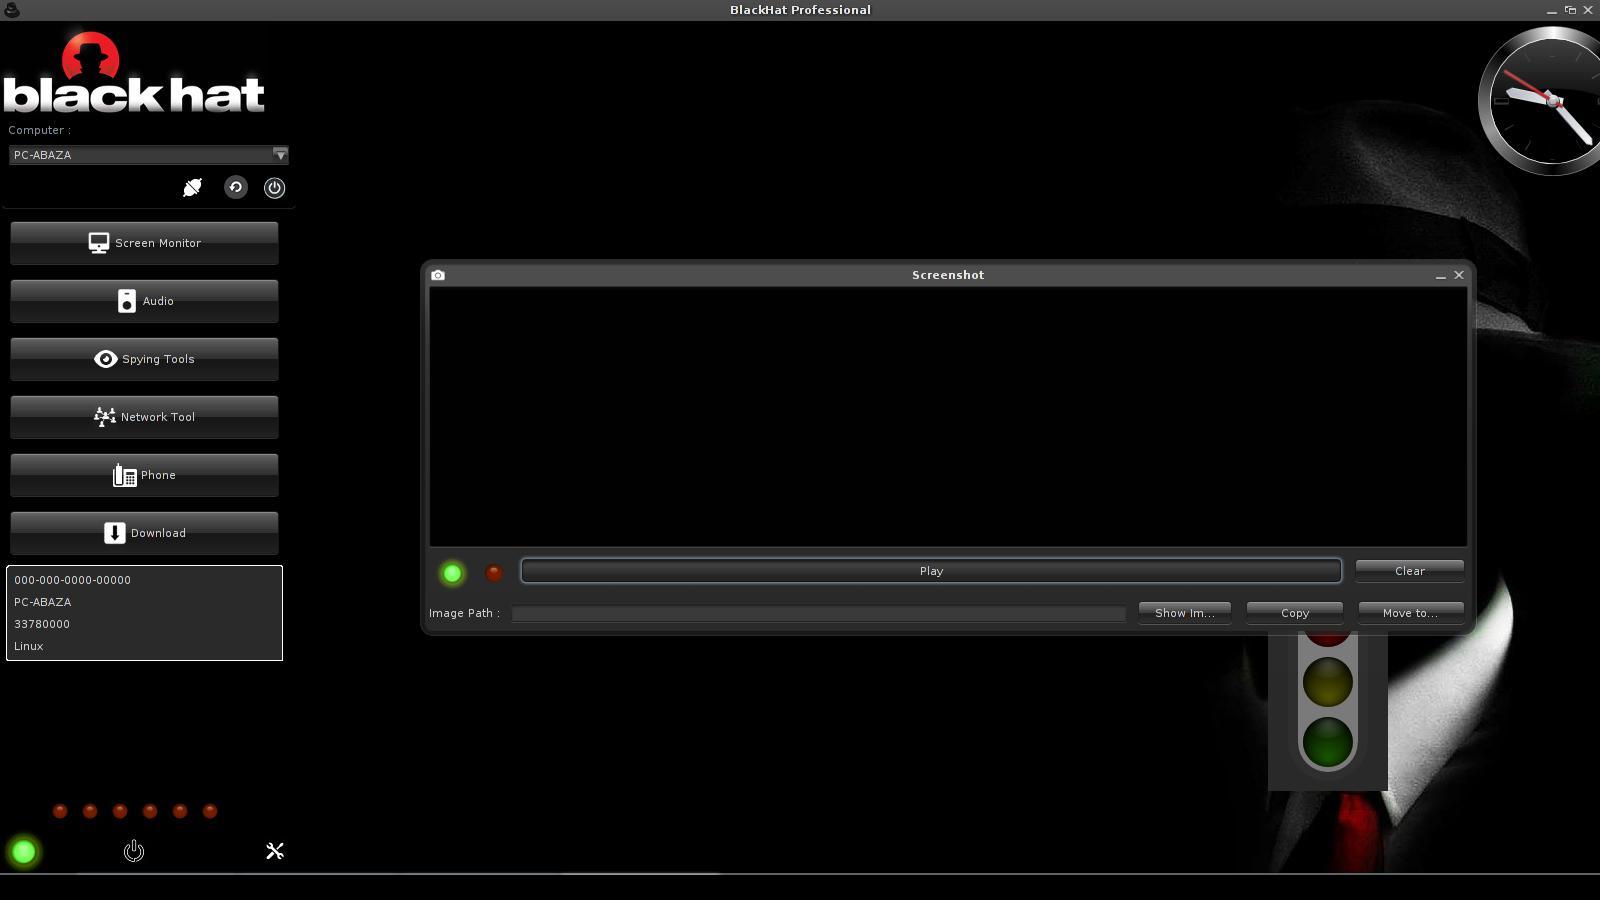 BlackHat Professional
black hat
Computer :
PC-ABAZA
Screen Monitor
Audio
Spying Tools
Network Tool
Phone
Download
000-000-0000-00000
PC-ABAZA
33780000
Linux
Screenshot
Play
Clear
Image Path :
Show Im...
Copy
Move to...